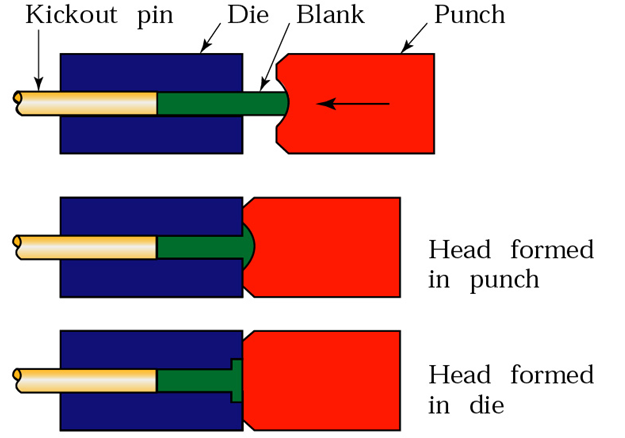 Kickout pin Die Blank Punch
Head formed
in punch
Head formed
in die